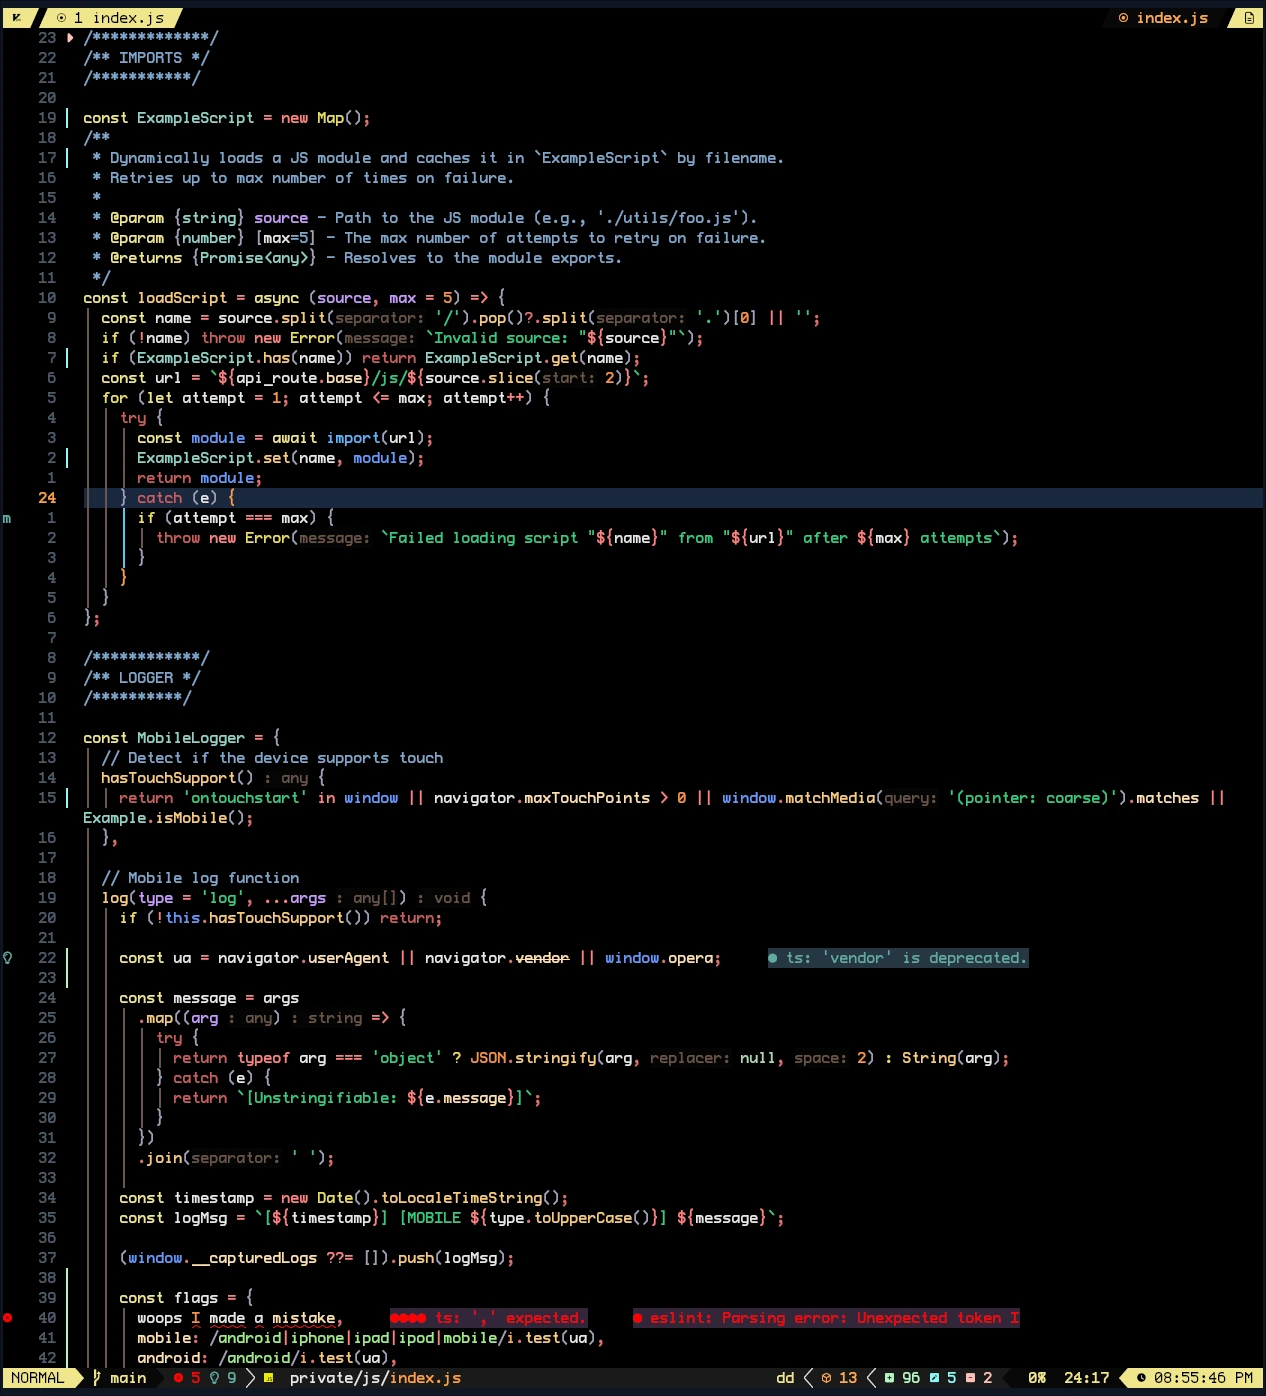 1 index.js index.js
23 /*************/
22 /** IMPORTS */
21 /***********/
20
19 const ExampleScript = new Map();
18 /**
17 * Dynamically loads a JS module and caches it in `ExampleScript` by filename.
16 * Retries up to max number of times on failure.
15 *
14 * @param {string} source - Path to the JS module (e.g., './utils/foo.js').
13 * @param {number} [max=5] - The max number of attempts to retry on failure.
12 * @returns {Promise<any>} - Resolves to the module exports.
11 */
10 const loadScript = async (source, max = 5) => {
9 const name = source.split(separator: '/').pop()?.split(separator: '.')[0] || '';
8 if (!name) throw new Error(message: `Invalid source: "${source}"`);
7 if (ExampleScript.has(name)) return ExampleScript.get(name);
6 const url = `${api_route.base}/js/${source.slice(start: 2)}`;
5 for (let attempt = 1; attempt <= max; attempt++) {
4 try {
3 const module = await import(url);
2 ExampleScript.set(name, module);
1 return module;
24 } catch (e) {
m 1 if (attempt === max) {
2 throw new Error(message: `Failed loading script "${name}" from "${url}" after ${max} attempts`);
3 }
4 }
5 }
6 };
7
8 /************/
9 /** LOGGER */
10 /**********/
11
12 const MobileLogger = {
13 // Detect if the device supports touch
14 hasTouchSupport() : any {
15 return 'ontouchstart' in window || navigator.maxTouchPoints > 0 || window.matchMedia(query: '(pointer: coarse)').matches ||
Example.isMobile();
16 },
17
18 // Mobile log function
19 log(type = 'log', ...args : any[]) : void {
20 if (!this.hasTouchSupport()) return;
21
22 const ua = navigator.userAgent || navigator.vendor || window.opera; ● ts: 'vendor' is deprecated.
23
24 const message = args
25 .map((arg : any) : string => {
26 try {
27 return typeof arg === 'object' ? JSON.stringify(arg, replacer: null, space: 2) : String(arg);
28 } catch (e) {
29 return `[Unstringifiable: ${e.message}]`;
30 }
31 })
32 .join(separator: ' ');
33
34 const timestamp = new Date().toLocaleTimeString();
35 const logMsg = `[${timestamp}] [MOBILE ${type.toUpperCase()}] ${message}`;
36
37 (window.__capturedLogs ??= []).push(logMsg);
38
39 const flags = {
40 woops I made a mistake, ●●●● ts: ',' expected. ● eslint: Parsing error: Unexpected token I
41 mobile: /android|iphone|ipad|ipod|mobile/i.test(ua),
42 android: /android/i.test(ua),
NORMAL main 5 9 private/js/index.js dd 13 96 5 2 0% 24:17 08:55:46 PM